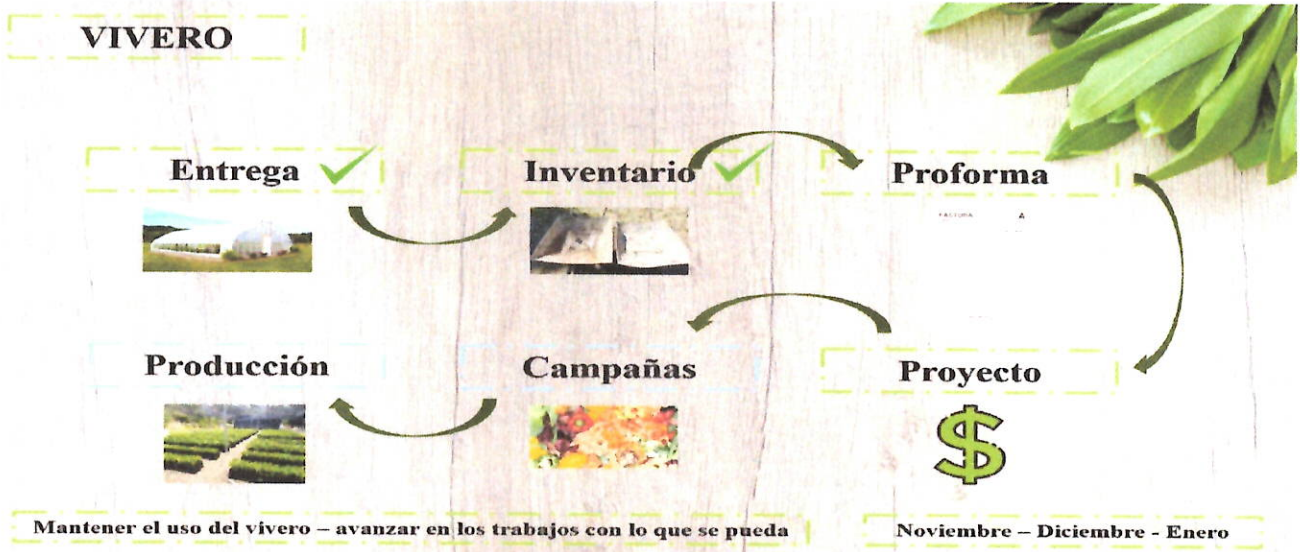 VIVERO
Entrega
Inventario
Proforma
FACTURA A
Producción
Campañas
Proyecto
$
Mantener el uso del vivero – avanzar en los trabajos con lo que se pueda
Noviembre – Diciembre - Enero